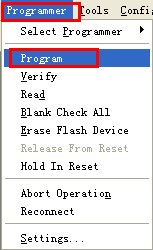 Programmer Tools Config
Select Programmer
Program
Verify
Read
Blank Check All
Erase Flash Device
Release From Reset
Hold In Reset
Abort Operation
Reconnect
Settings...